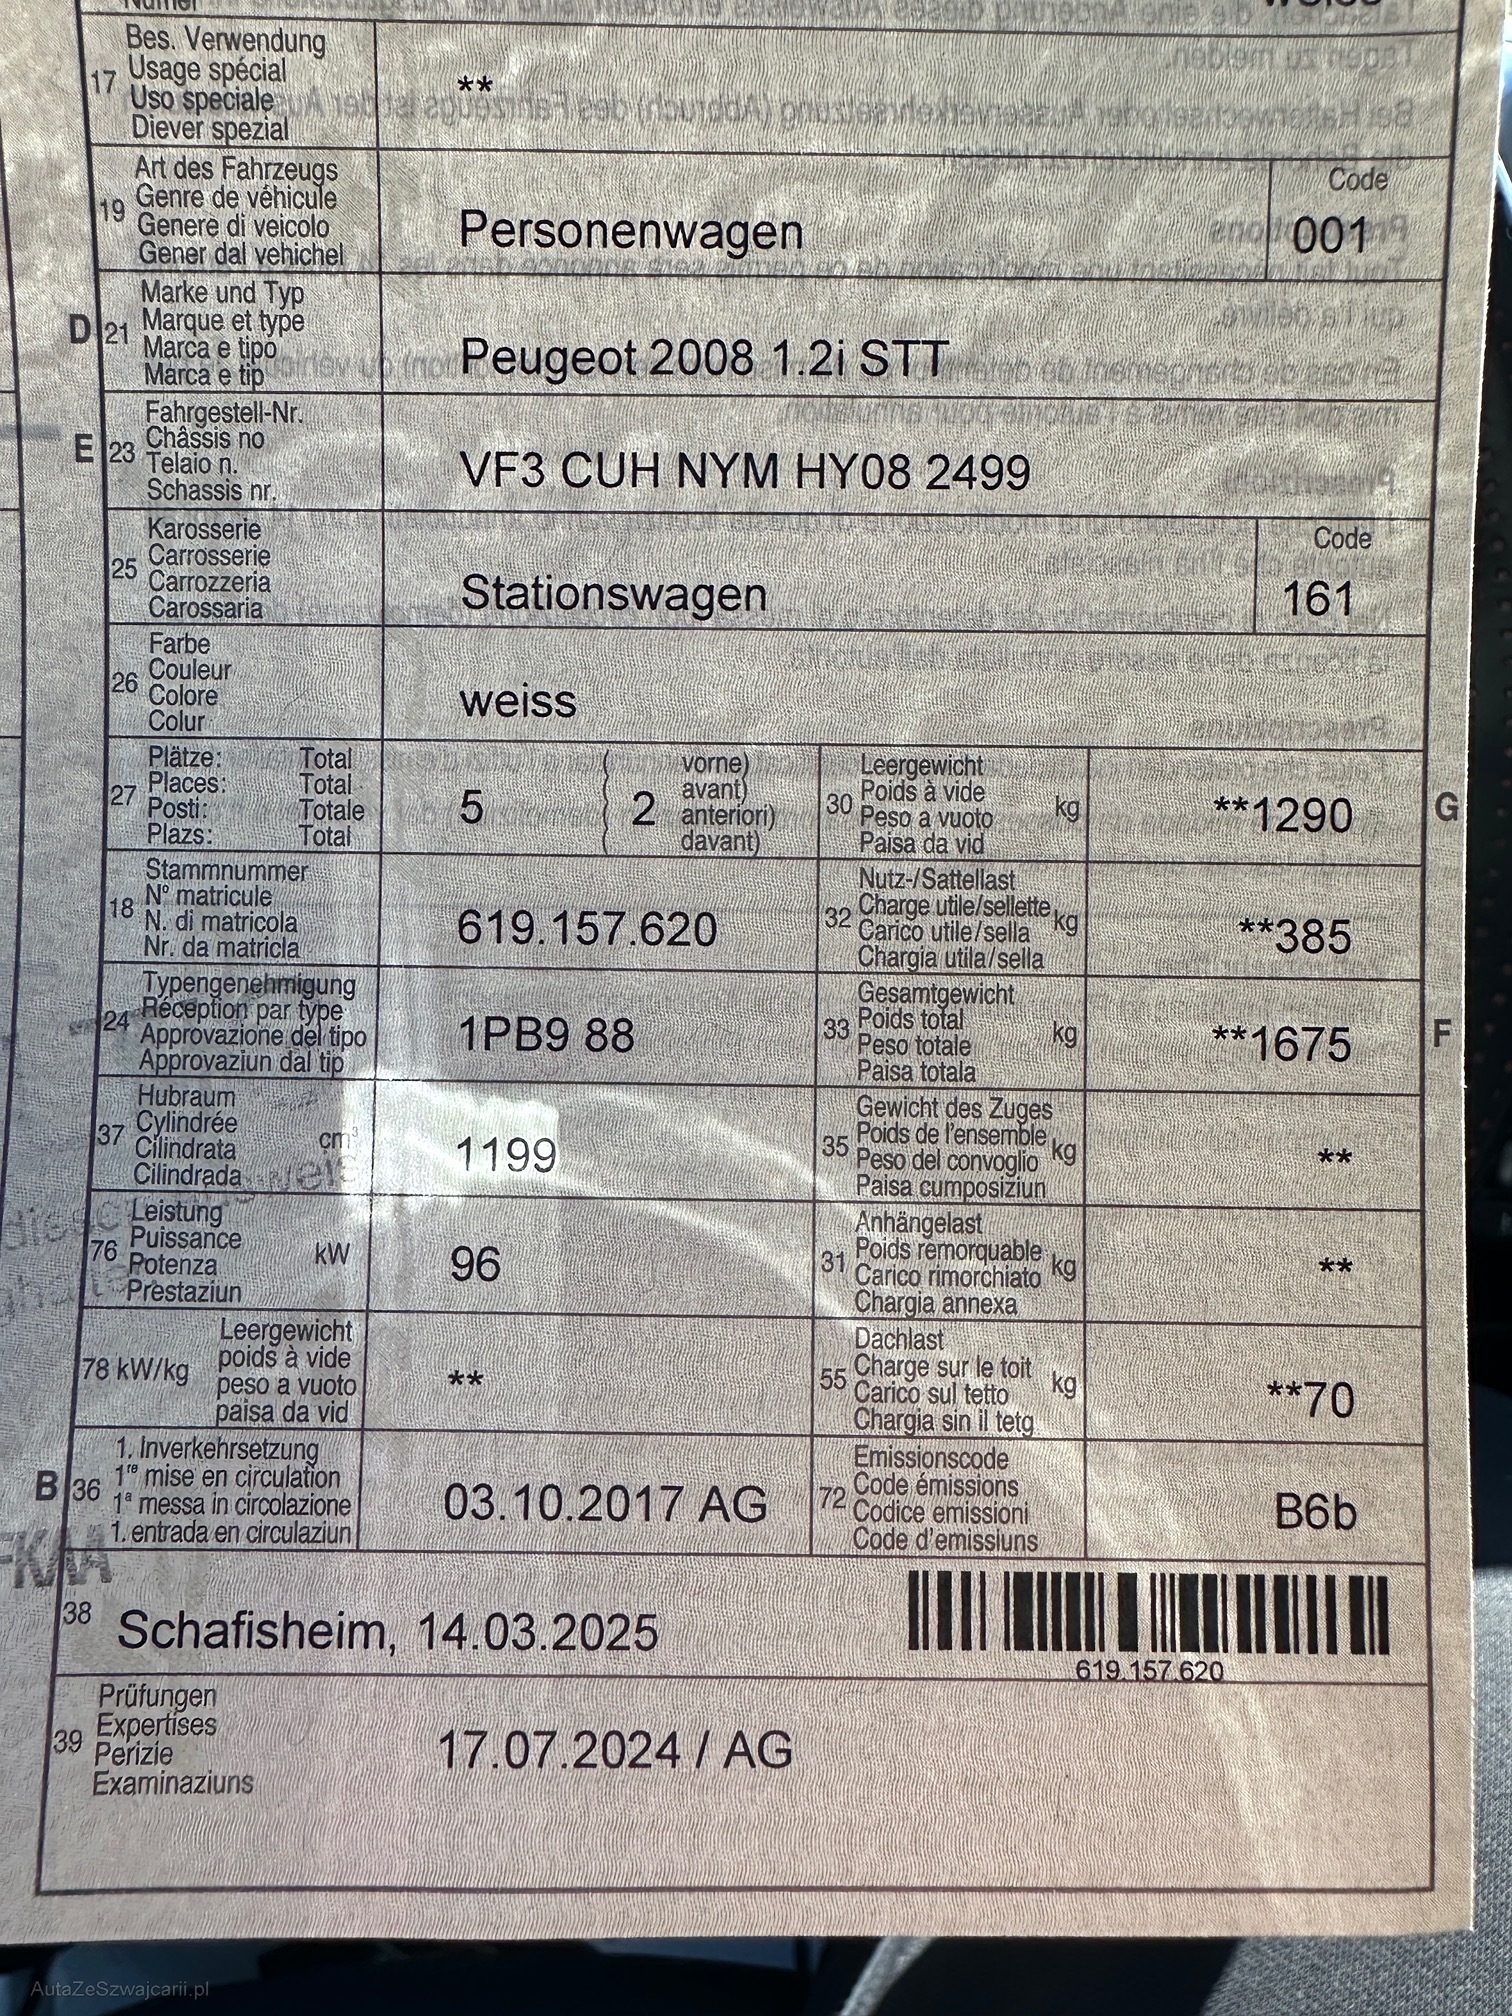 17 Bes. Verwendung
Usage spécial
Uso speciale
Diever spezial
**
19 Art des Fahrzeugs
Genre de véhicule
Genere di veicolo
Gener dal vehichel
Personenwagen
Code
001
D 21 Marke und Typ
Marque et type
Marca e tipo
Marca e tip
Peugeot 2008 1.2i STT
E 23 Fahrgestell-Nr.
Châssis no
Telaio n.
Schassis nr.
VF3 CUH NYM HY08 2499
25 Karosserie
Carrosserie
Carrozzeria
Carossaria
Stationswagen
Code
161
26 Farbe
Couleur
Colore
Colur
weiss
27 Plätze: Total
Places: Total
Posti: Totale
Plazs: Total
5 ( 2 vorne)
avant)
anteriori)
davant)
30 Leergewicht
Poids à vide
Peso a vuoto
Paisa da vid
kg
**1290
G
18 Stammnummer
N° matricule
N. di matricola
Nr. da matricla
619.157.620
32 Nutz-/Sattellast
Charge utile/sellette
Carico utile/sella
Chargia utila/sella
kg
**385
24 Typengenehmigung
Réception par type
Approvazione del tipo
Approvaziun dal tip
1PB9 88
33 Gesamtgewicht
Poids total
Peso totale
Paisa totala
kg
**1675
F
37 Hubraum
Cylindrée
Cilindrata
Cilindrada
cm³
1199
35 Gewicht des Zuges
Poids de l'ensemble
Peso del convoglio
Paisa cumposiziun
kg
**
76 Leistung
Puissance
Potenza
Prestaziun
kW
96
31 Anhängelast
Poids remorquable
Carico rimorchiato
Chargia annexa
kg
**
78 kW/kg
Leergewicht
poids à vide
peso a vuoto
paisa da vid
**
55 Dachlast
Charge sur le toit
Carico sul tetto
Chargia sin il tetg
kg
**70
B 36 1. Inverkehrsetzung
1re mise en circulation
1a messa in circolazione
1. entrada en circulaziun
03.10.2017 AG
72 Emissionscode
Code émissions
Codice emissioni
Code d'emissiuns
B6b
38 Schafisheim, 14.03.2025
619.157.620
39 Prüfungen
Expertises
Perizie
Examinaziuns
17.07.2024 / AG
AutaZeSzwajcarii.pl